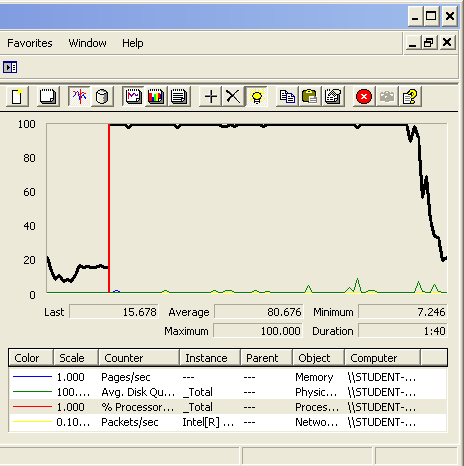 Favorites Window Help
100
80
60
40
20
0
Last 15.678 Average 80.676 Minimum 7.246
Maximum 100.000 Duration 1:40
Color Scale Counter Instance Parent Object Computer
1.000 Pages/sec --- --- Memory \\STUDENT-...
100.... Avg. Disk Qu... _Total --- Physic... \\STUDENT-...
1.000 % Processor... _Total --- Proces... \\STUDENT-...
0.10... Packets/sec Intel[R] ... --- Netwo... \\STUDENT-...